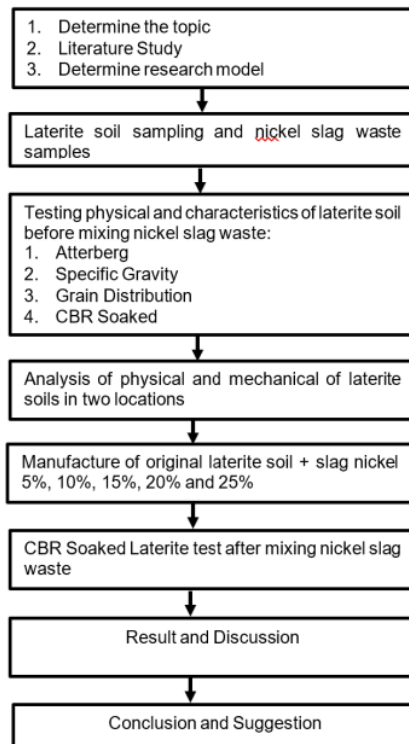 1. Determine the topic
2. Literature Study
3. Determine research model
Laterite soil sampling and nickel slag waste
samples
Testing physical and characteristics of laterite soil
before mixing nickel slag waste:
1. Atterberg
2. Specific Gravity
3. Grain Distribution
4. CBR Soaked
Analysis of physical and mechanical of laterite
soils in two locations
Manufacture of original laterite soil + slag nickel
5%, 10%, 15%, 20% and 25%
CBR Soaked Laterite test after mixing nickel slag
waste
Result and Discussion
Conclusion and Suggestion